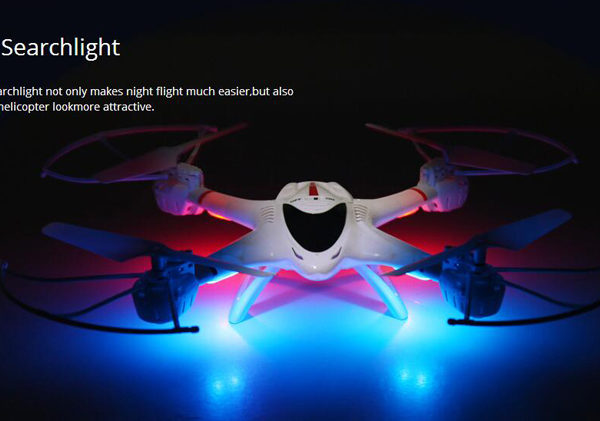 Searchlight
archlight not only makes night flight much easier,but also
helicopter lookmore attractive.